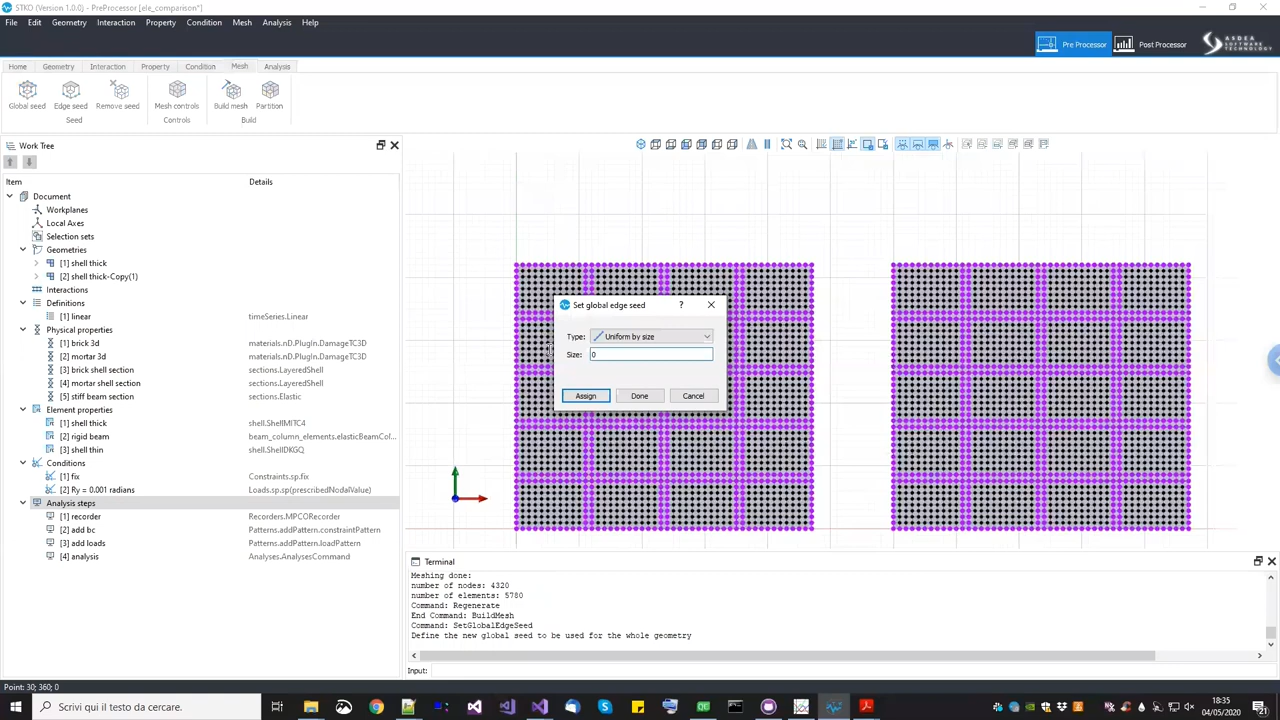 STKO (Version 1.0.0) - PreProcessor [ele_comparison*]
File Edit Geometry Interaction Property Condition Mesh Analysis Help
Pre Processor Post Processor ASDEA SOFTWARE TECHNOLOGY
Home Geometry Interaction Property Condition Mesh Analysis
Global seed Edge seed Remove seed Mesh controls Build mesh Partition
Seed Controls Build
Work Tree
Item Details
Document
Workplanes
Local Axes
Selection sets
Geometries
[1] shell thick
[2] shell thick-Copy(1)
Interactions
Definitions
[1] linear timeSeries.Linear
Physical properties
[1] brick 3d materials.nD.PlugIn.DamageTC3D
[2] mortar 3d materials.nD.PlugIn.DamageTC3D
[3] brick shell section sections.LayeredShell
[4] mortar shell section sections.LayeredShell
[5] stiff beam section sections.Elastic
Element properties
[1] shell thick shell.ShellMITC4
[2] rigid beam beam_column_elements.elasticBeamCol...
[3] shell thin shell.ShellDKGQ
Conditions
[1] fix Constraints.sp.fix
[2] Ry = 0.001 radians Loads.sp.sp(prescribedNodalValue)
Analysis steps
[1] recorder Recorders.MPCORecorder
[2] add bc Patterns.addPattern.constraintPattern
[3] add loads Patterns.addPattern.loadPattern
[4] analysis Analyses.AnalysesCommand
Set global edge seed ?
Type: Uniform by size
Size: 0
Assign Done Cancel
Terminal
Meshing done:
number of nodes: 4320
number of elements: 5780
Command: Regenerate
End Command: BuildMesh
Command: SetGlobalEdgeSeed
Define the new global seed to be used for the whole geometry
Input:
Point: 30; 360; 0
Scrivi qui il testo da cercare.
18:35
04/05/2020